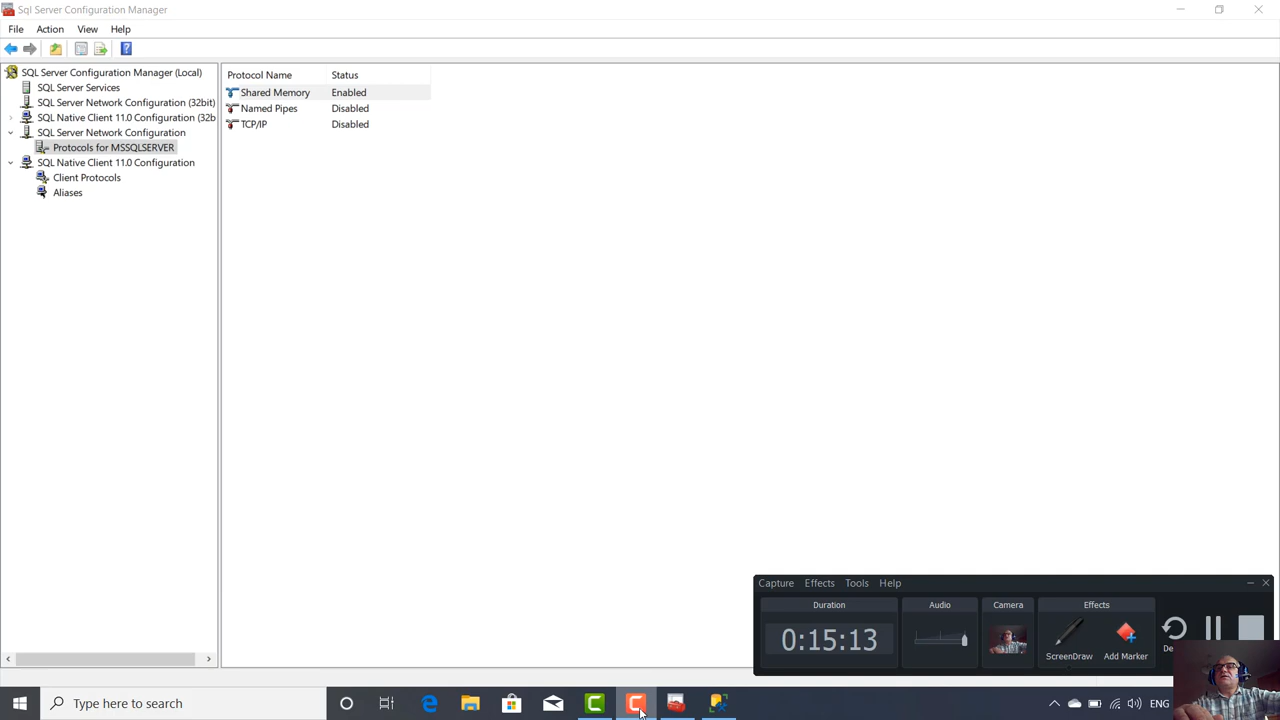 Sql Server Configuration Manager
File Action View Help
SQL Server Configuration Manager (Local)
SQL Server Services
SQL Server Network Configuration (32bit)
SQL Native Client 11.0 Configuration (32b
SQL Server Network Configuration
Protocols for MSSQLSERVER
SQL Native Client 11.0 Configuration
Client Protocols
Aliases
Protocol Name Status
Shared Memory Enabled
Named Pipes Disabled
TCP/IP Disabled
Capture Effects Tools Help
Duration Audio Camera Effects
0:15:13
ScreenDraw Add Marker De
Type here to search
ENG